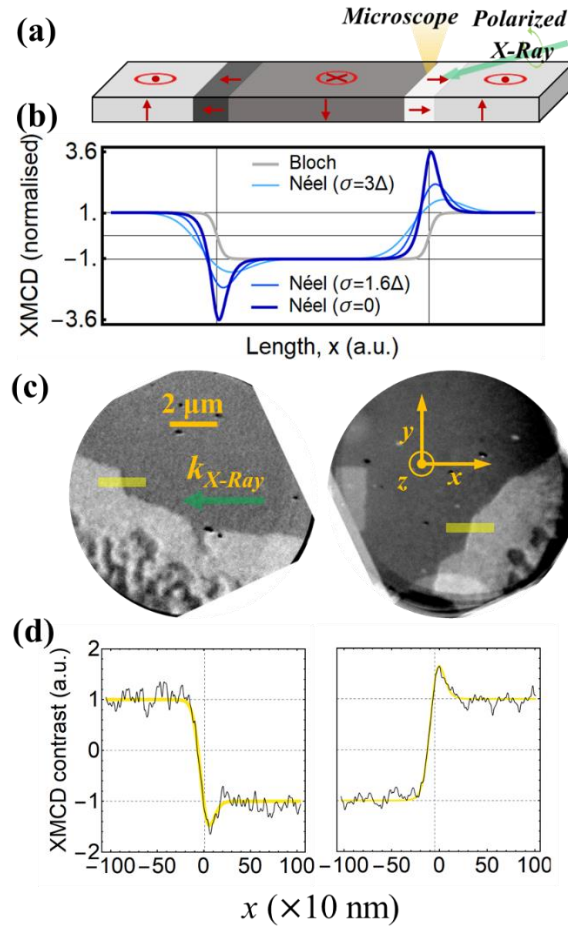 (a)
Microscope
Polarized
X-Ray
(b)
XMCD (normalised)
3.6
1.
-1.
-3.6
Bloch
Néel (σ=3Δ)
Néel (σ=1.6Δ)
Néel (σ=0)
Length, x (a.u.)
(c)
2 μm
k X-Ray
y
z
x
(d)
XMCD contrast (a.u.)
2
1
0
-1
-2
-100 -50 0 50 100
-100 -50 0 50 100
x (×10 nm)